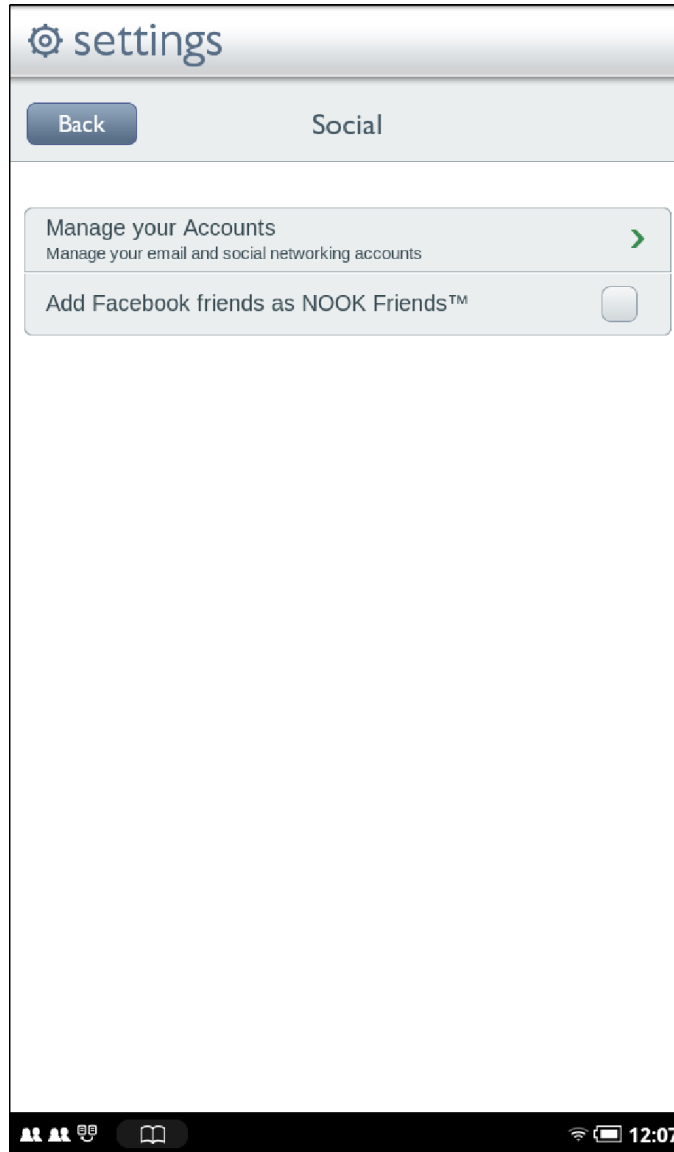 settings
Back
Social
Manage your Accounts
Manage your email and social networking accounts
Add Facebook friends as NOOK Friends™
12:07